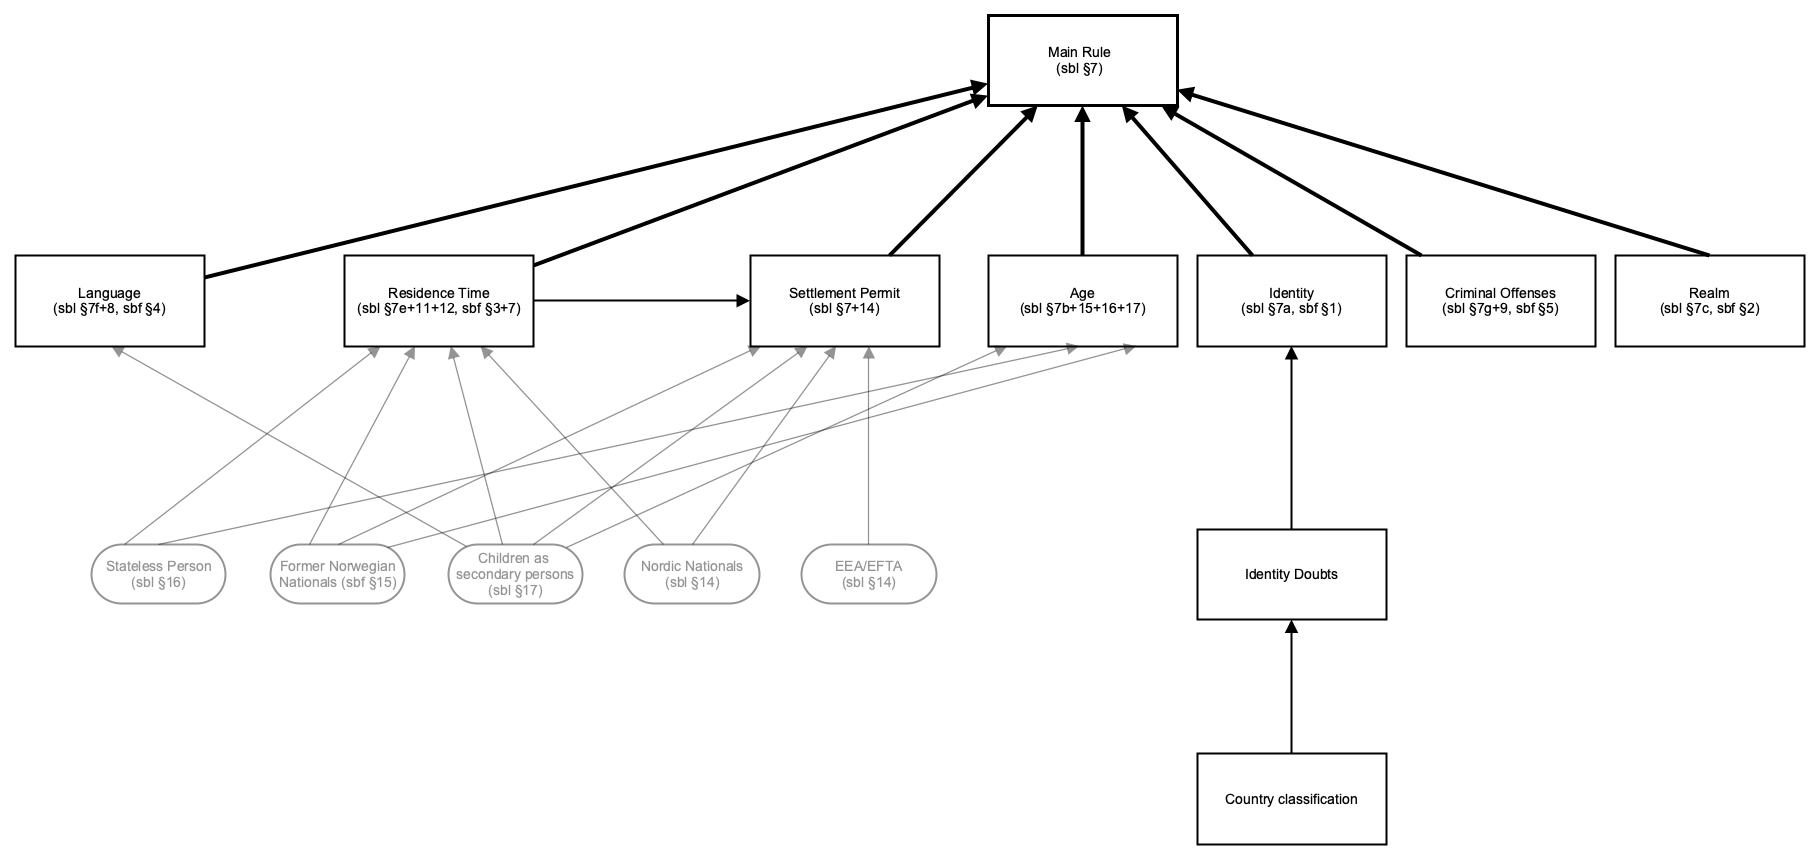 Main Rule
(sbl §7)
Language
(sbl §7f+8, sbf §4)
Residence Time
(sbl §7e+11+12, sbf §3+7)
Settlement Permit
(sbl §7+14)
Age
(sbl §7b+15+16+17)
Identity
(sbl §7a, sbf §1)
Criminal Offenses
(sbl §7g+9, sbf §5)
Realm
(sbl §7c, sbf §2)
Stateless Person
(sbl §16)
Former Norwegian
Nationals (sbf §15)
Children as
secondary persons
(sbl §17)
Nordic Nationals
(sbl §14)
EEA/EFTA
(sbl §14)
Identity Doubts
Country classification